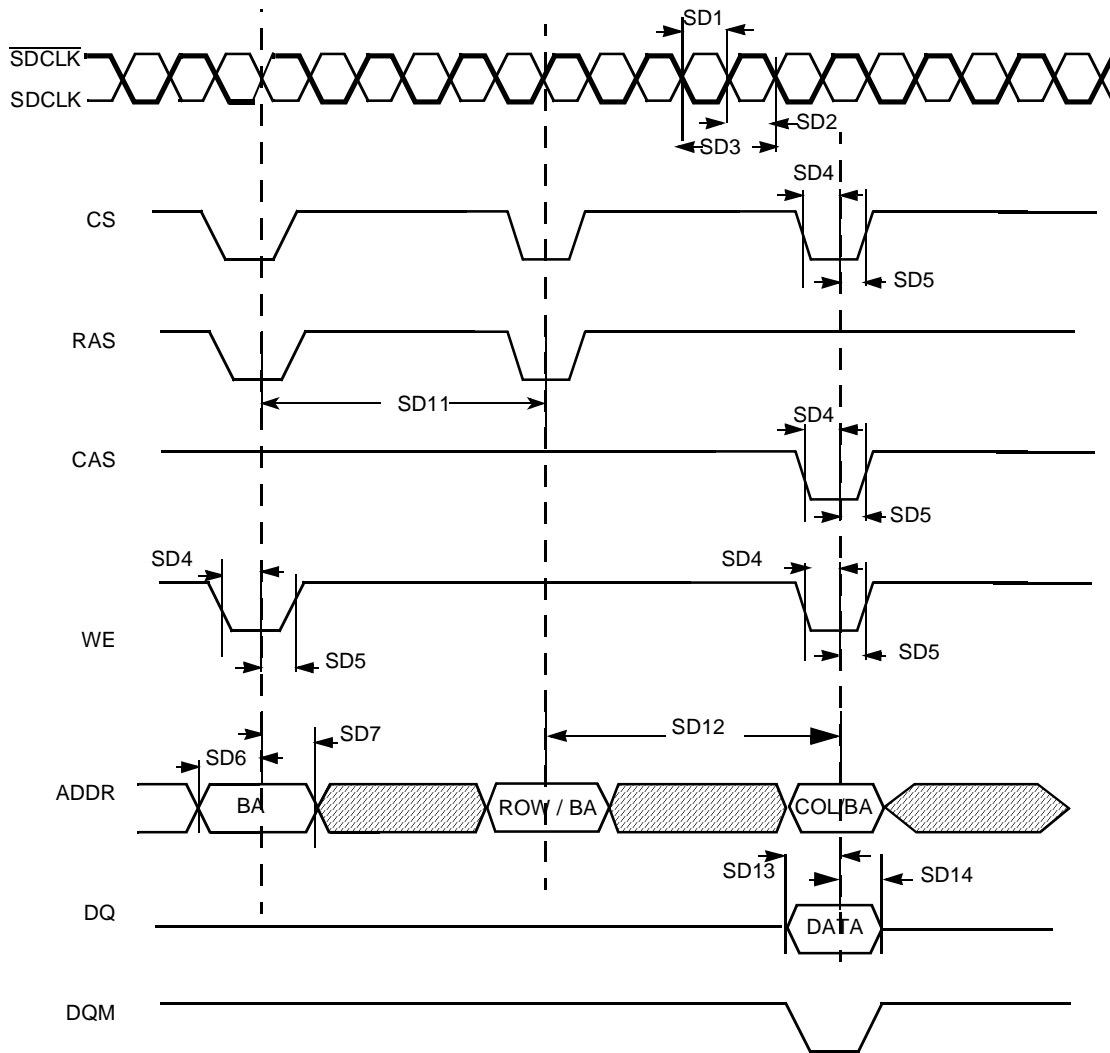 SD1
SDCLK
SDCLK
SD2
SD3
SD4
CS
SD5
RAS
SD11
SD4
CAS
SD5
SD4
SD4
WE
SD5
SD5
SD12
SD7
SD6
ADDR
BA
ROW / BA
COL/BA
SD13
SD14
DQ
DATA
DQM